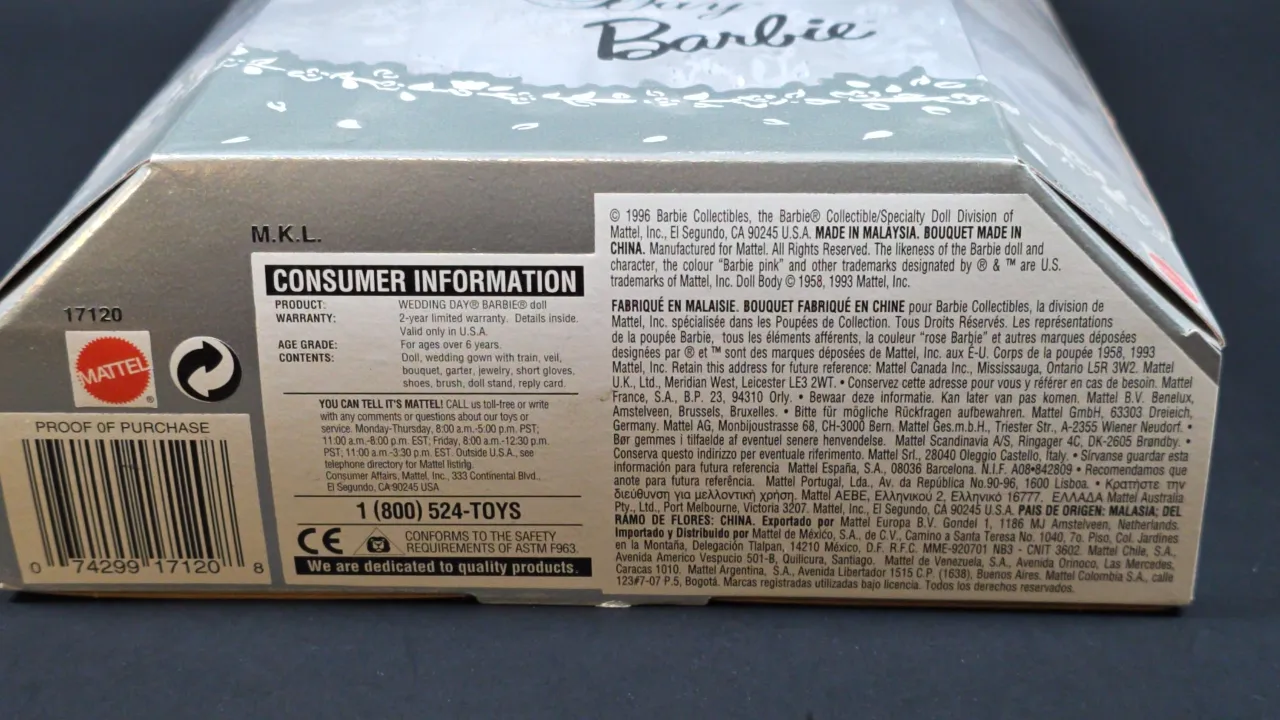 Day
Barbie
M.K.L.
17120
MATTEL
®
PROOF OF PURCHASE
0 74299 17120 8
CONSUMER INFORMATION
PRODUCT: WEDDING DAY® BARBIE® doll
WARRANTY: 2-year limited warranty. Details inside.
Valid only in U.S.A.
AGE GRADE: For ages over 6 years.
CONTENTS: Doll, wedding gown with train, veil,
bouquet, garter, jewelry, short gloves,
shoes, brush, doll stand, reply card.
YOU CAN TELL IT'S MATTEL! CALL us toll-free or write
with any comments or questions about our toys or
service. Monday-Thursday, 8:00 a.m.-5:00 p.m. PST;
11:00 a.m.-8:00 p.m. EST; Friday, 8:00 a.m.-12:30 p.m.
PST; 11:00 a.m.-3:30 p.m. EST. Outside U.S.A., see
telephone directory for Mattel listing.
Consumer Affairs, Mattel, Inc., 333 Continental Blvd.,
El Segundo, CA 90245 USA
1 (800) 524-TOYS
CE CONFORMS TO THE SAFETY
REQUIREMENTS OF ASTM F963.
We are dedicated to quality products.
© 1996 Barbie Collectibles, the Barbie® Collectible/Specialty Doll Division of
Mattel, Inc., El Segundo, CA 90245 U.S.A. MADE IN MALAYSIA. BOUQUET MADE IN
CHINA. Manufactured for Mattel. All Rights Reserved. The likeness of the Barbie doll and
character, the colour "Barbie pink" and other trademarks designated by ® & ™ are U.S.
trademarks of Mattel, Inc. Doll Body © 1958, 1993 Mattel, Inc.
FABRIQUÉ EN MALAISIE. BOUQUET FABRIQUÉ EN CHINE pour Barbie Collectibles, la division de
Mattel, Inc. spécialisée dans les Poupées de Collection. Tous Droits Réservés. Les représentations
de la poupée Barbie, tous les éléments afférents, la couleur "rose Barbie" et autres marques déposées
désignées par ® et ™ sont des marques déposées de Mattel, Inc. aux É-U. Corps de la poupée 1958, 1993
Mattel, Inc. Retain this address for future reference: Mattel Canada Inc., Mississauga, Ontario L5R 3W2. Mattel
U.K., Ltd., Meridian West, Leicester LE3 2WT. • Conservez cette adresse pour vous y référer en cas de besoin. Mattel
France, S.A., B.P. 23, 94310 Orly. • Bewaar deze informatie. Kan later van pas komen. Mattel B.V. Benelux,
Amstelveen, Brussels, Bruxelles. • Bitte für mögliche Rückfragen aufbewahren. Mattel GmbH, 63303 Dreieich,
Germany. Mattel AG, Monbijoustrasse 68, CH-3000 Bern. Mattel Ges.m.b.H., Triester Str., A-2355 Wiener Neudorf. •
Bør gemmes i tilfælde af eventuel senere henvendelse. Mattel Scandinavia A/S, Ringager 4C, DK-2605 Brøndby. •
Conserva questo indirizzo per eventuale riferimento. Mattel Srl., 28040 Oleggio Castello, Italy. • Sírvanse guardar esta
información para futura referencia Mattel España, S.A., 08036 Barcelona. N.I.F. A08•842809 • Recomendamos que
anote para futura referência. Mattel Portugal, Lda., Av. da República No.90-96, 1600 Lisboa. • Κρατήστε την
διεύθυνση για μελλοντική χρήση. Mattel AEBE, Ελληνικού 2, Ελληνικό 16777. ΕΛΛΑΔΑ Mattel Australia
Pty., Ltd., Port Melbourne, Victoria 3207. Mattel, Inc., El Segundo, CA 90245 U.S.A. PAIS DE ORIGEN: MALASIA; DEL
RAMO DE FLORES: CHINA. Exportado por Mattel Europa B.V. Gondel 1, 1186 MJ Amstelveen, Netherlands.
Importado y Distribuido por Mattel de México, S.A., de C.V., Camino a Santa Teresa No. 1040, 7o. Piso, Col. Jardines
en la Montaña, Delegación Tlalpan, 14210 México, D.F. R.F.C. MME-920701 NB3 - CNIT 3602. Mattel Chile, S.A.,
Avenida Americo Vespucio 501-B, Quilicura, Santiago. Mattel de Venezuela, S.A., Avenida Orinoco, Las Mercedes,
Caracas 1010. Mattel Argentina, S.A., Avenida Libertador 1515 C.P. (1638), Buenos Aires. Mattel Colombia S.A., calle
123#7-07 P.5, Bogotá. Marcas registradas utilizadas bajo licencia. Todos los derechos reservados.